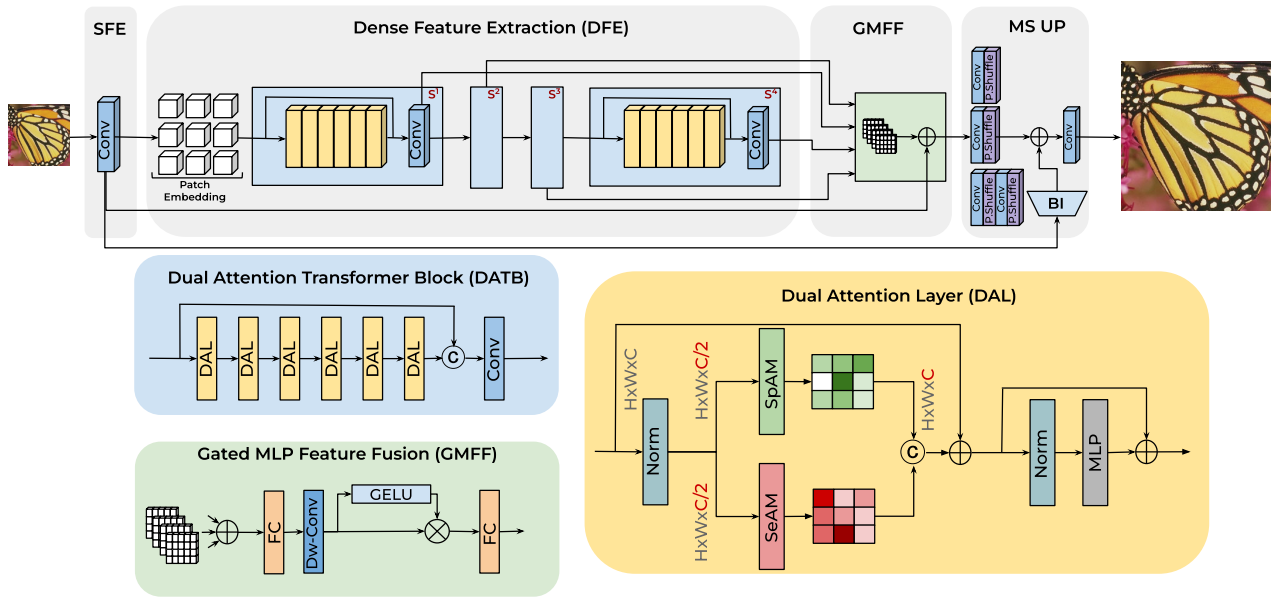 SFE
Dense Feature Extraction (DFE)
GMFF
MS UP
Conv
Patch
Embedding
S1
Conv
S2
S3
S4
Conv
Conv
P.Shuffle
Conv
P.Shuffle
Conv
P.Shuffle
Conv
P.Shuffle
Conv
BI
Dual Attention Transformer Block (DATB)
DAL
DAL
DAL
DAL
DAL
DAL
C
Conv
Gated MLP Feature Fusion (GMFF)
FC
Dw-Conv
GELU
FC
Dual Attention Layer (DAL)
HxWxC
Norm
HxWxC/2
HxWxC/2
SpAM
SeAM
C
HxWxC
Norm
MLP